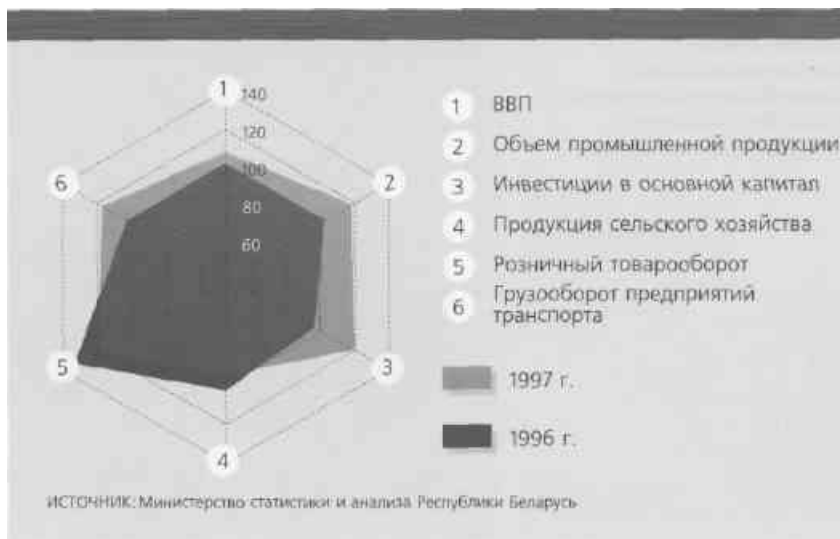 1
140
120
100
80
60
6
2
5
3
4
1 ВВП
2 Объем промышленной продукции
3 Инвестиции в основной капитал
4 Продукция сельского хозяйства
5 Розничный товарооборот
6 Грузооборот предприятий
транспорта
1997 г.
1996 г.
ИСТОЧНИК: Министерство статистики и анализа Республики Беларусь